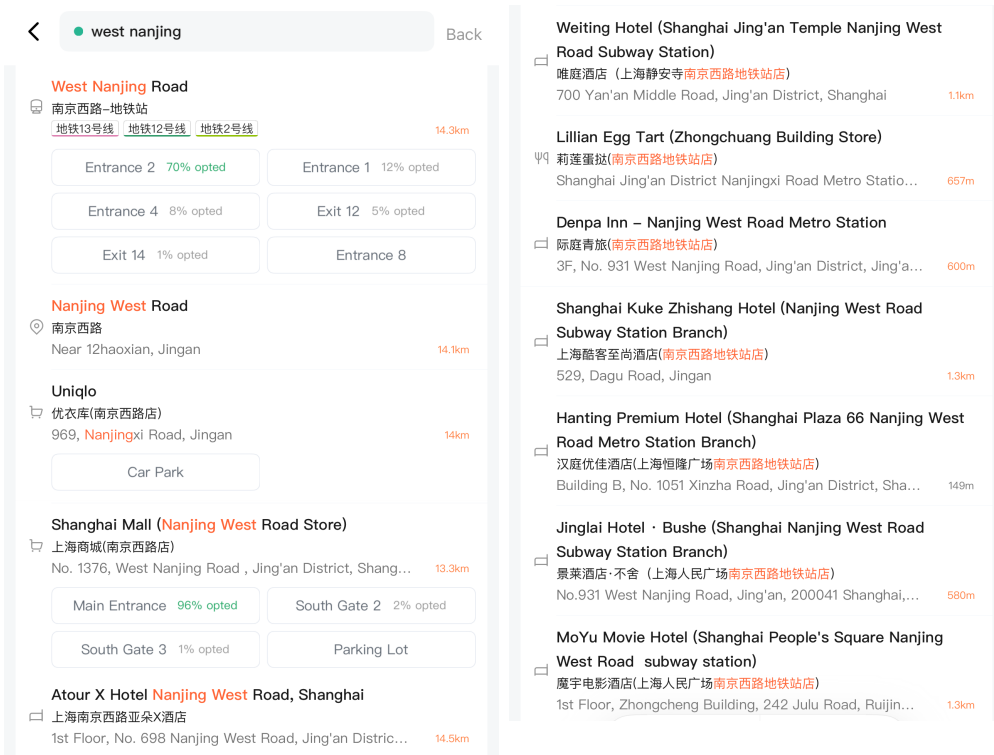 west nanjing
Back
West Nanjing Road
南京西路-地铁站
地铁13号线 地铁12号线 地铁2号线
14.3km
Entrance 2 70% opted
Entrance 1 12% opted
Entrance 4 8% opted
Exit 12 5% opted
Exit 14 1% opted
Entrance 8
Nanjing West Road
南京西路
Near 12haoxian, Jingan
14.1km
Uniqlo
优衣库(南京西路店)
969, Nanjingxi Road, Jingan
14km
Car Park
Shanghai Mall (Nanjing West Road Store)
上海商城(南京西路店)
No. 1376, West Nanjing Road , Jing'an District, Shang...
13.3km
Main Entrance 96% opted
South Gate 2 2% opted
South Gate 3 1% opted
Parking Lot
Atour X Hotel Nanjing West Road, Shanghai
上海南京西路亚朵X酒店
1st Floor, No. 698 Nanjing West Road, Jing'an Distric...
14.5km
Weiting Hotel (Shanghai Jing'an Temple Nanjing West
Road Subway Station)
唯庭酒店（上海静安寺南京西路地铁站店)
700 Yan'an Middle Road, Jing'an District, Shanghai
1.1km
Lillian Egg Tart (Zhongchuang Building Store)
莉莲蛋挞(南京西路地铁站店)
Shanghai Jing'an District Nanjingxi Road Metro Statio...
657m
Denpa Inn – Nanjing West Road Metro Station
际庭青旅(南京西路地铁站店)
3F, No. 931 West Nanjing Road, Jing'an District, Jing'a...
600m
Shanghai Kuke Zhishang Hotel (Nanjing West Road
Subway Station Branch)
上海酷客至尚酒店(南京西路地铁站店)
529, Dagu Road, Jingan
1.3km
Hanting Premium Hotel (Shanghai Plaza 66 Nanjing West
Road Metro Station Branch)
汉庭优佳酒店(上海恒隆广场南京西路地铁站店)
Building B, No. 1051 Xinzha Road, Jing'an District, Sha...
149m
Jinglai Hotel · Bushe (Shanghai Nanjing West Road
Subway Station Branch)
景莱酒店·不舍（上海人民广场南京西路地铁站店)
No.931 West Nanjing Road, Jing'an, 200041 Shanghai,...
580m
MoYu Movie Hotel (Shanghai People's Square Nanjing
West Road subway station)
魔宇电影酒店(上海人民广场南京西路地铁站店)
1st Floor, Zhongcheng Building, 242 Julu Road, Ruijin...
1.3km